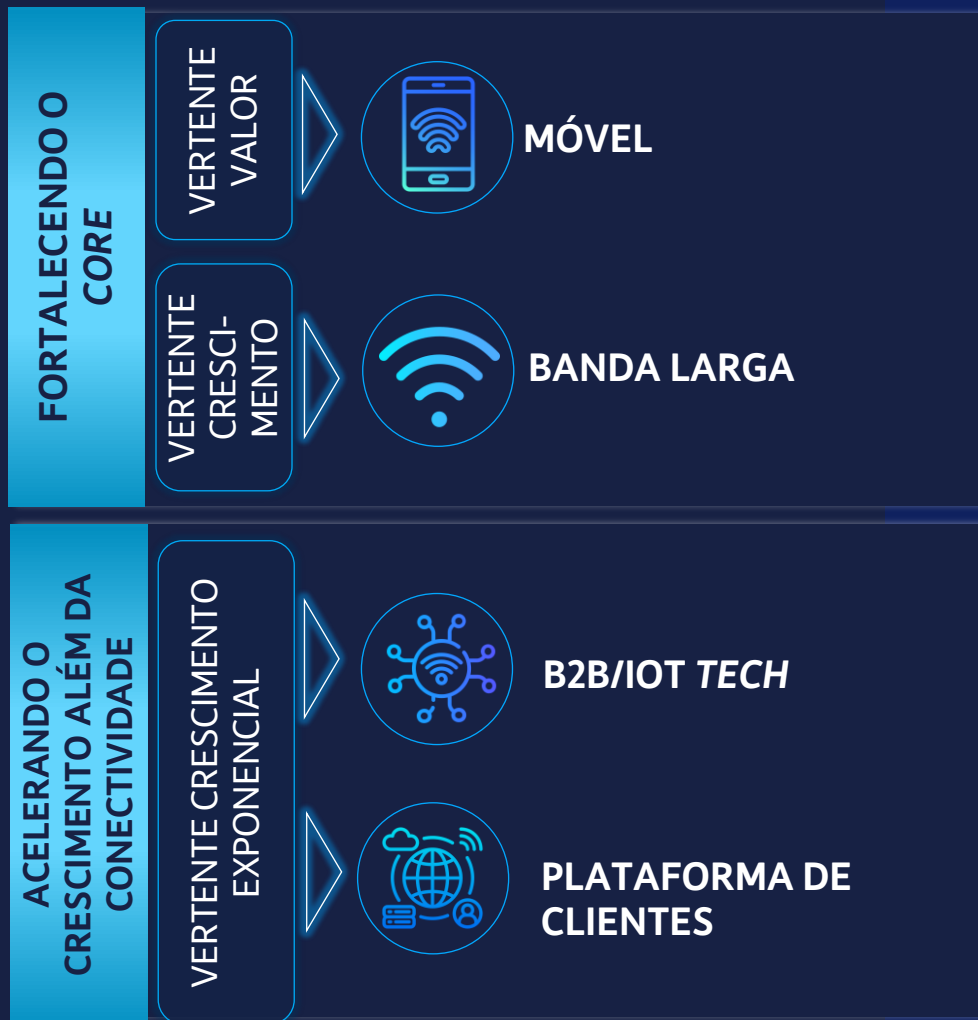 FORTALECENDO O
CORE
VERTENTE
VALOR
MÓVEL
VERTENTE
CRESCI-
MENTO
BANDA LARGA
ACELERANDO O
CRESCIMENTO ALÉM DA
CONECTIVIDADE
VERTENTE CRESCIMENTO
EXPONENCIAL
B2B/IOT TECH
PLATAFORMA DE
CLIENTES